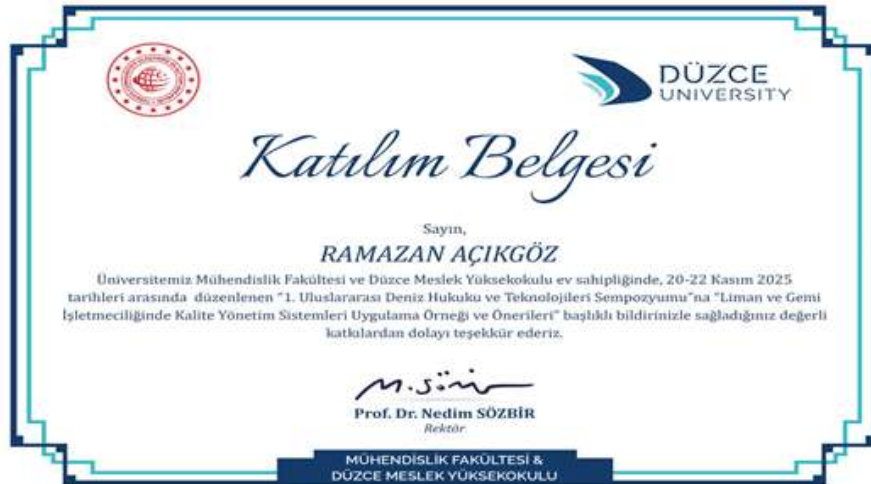 DÜZCE
UNIVERSITY
Katılım Belgesi
Sayın,
RAMAZAN AÇIKGÖZ
Üniversitemiz Mühendislik Fakültesi ve Düzce Meslek Yüksekokulu ev sahipliğinde, 20-22 Kasım 2025
tarihleri arasında düzenlenen "1. Uluslararası Deniz Hukuku ve Teknolojileri Sempozyumu"na "Liman ve Gemi
İşletmeciliğinde Kalite Yönetim Sistemleri Uygulama Örneği ve Önerileri" başlıklı bildirinizle sağladığınız değerli
katkılardan dolayı teşekkür ederiz.
Prof. Dr. Nedim SÖZBİR
Rektör
MÜHENDİSLİK FAKÜLTESİ &
DÜZCE MESLEK YÜKSEKOKULU